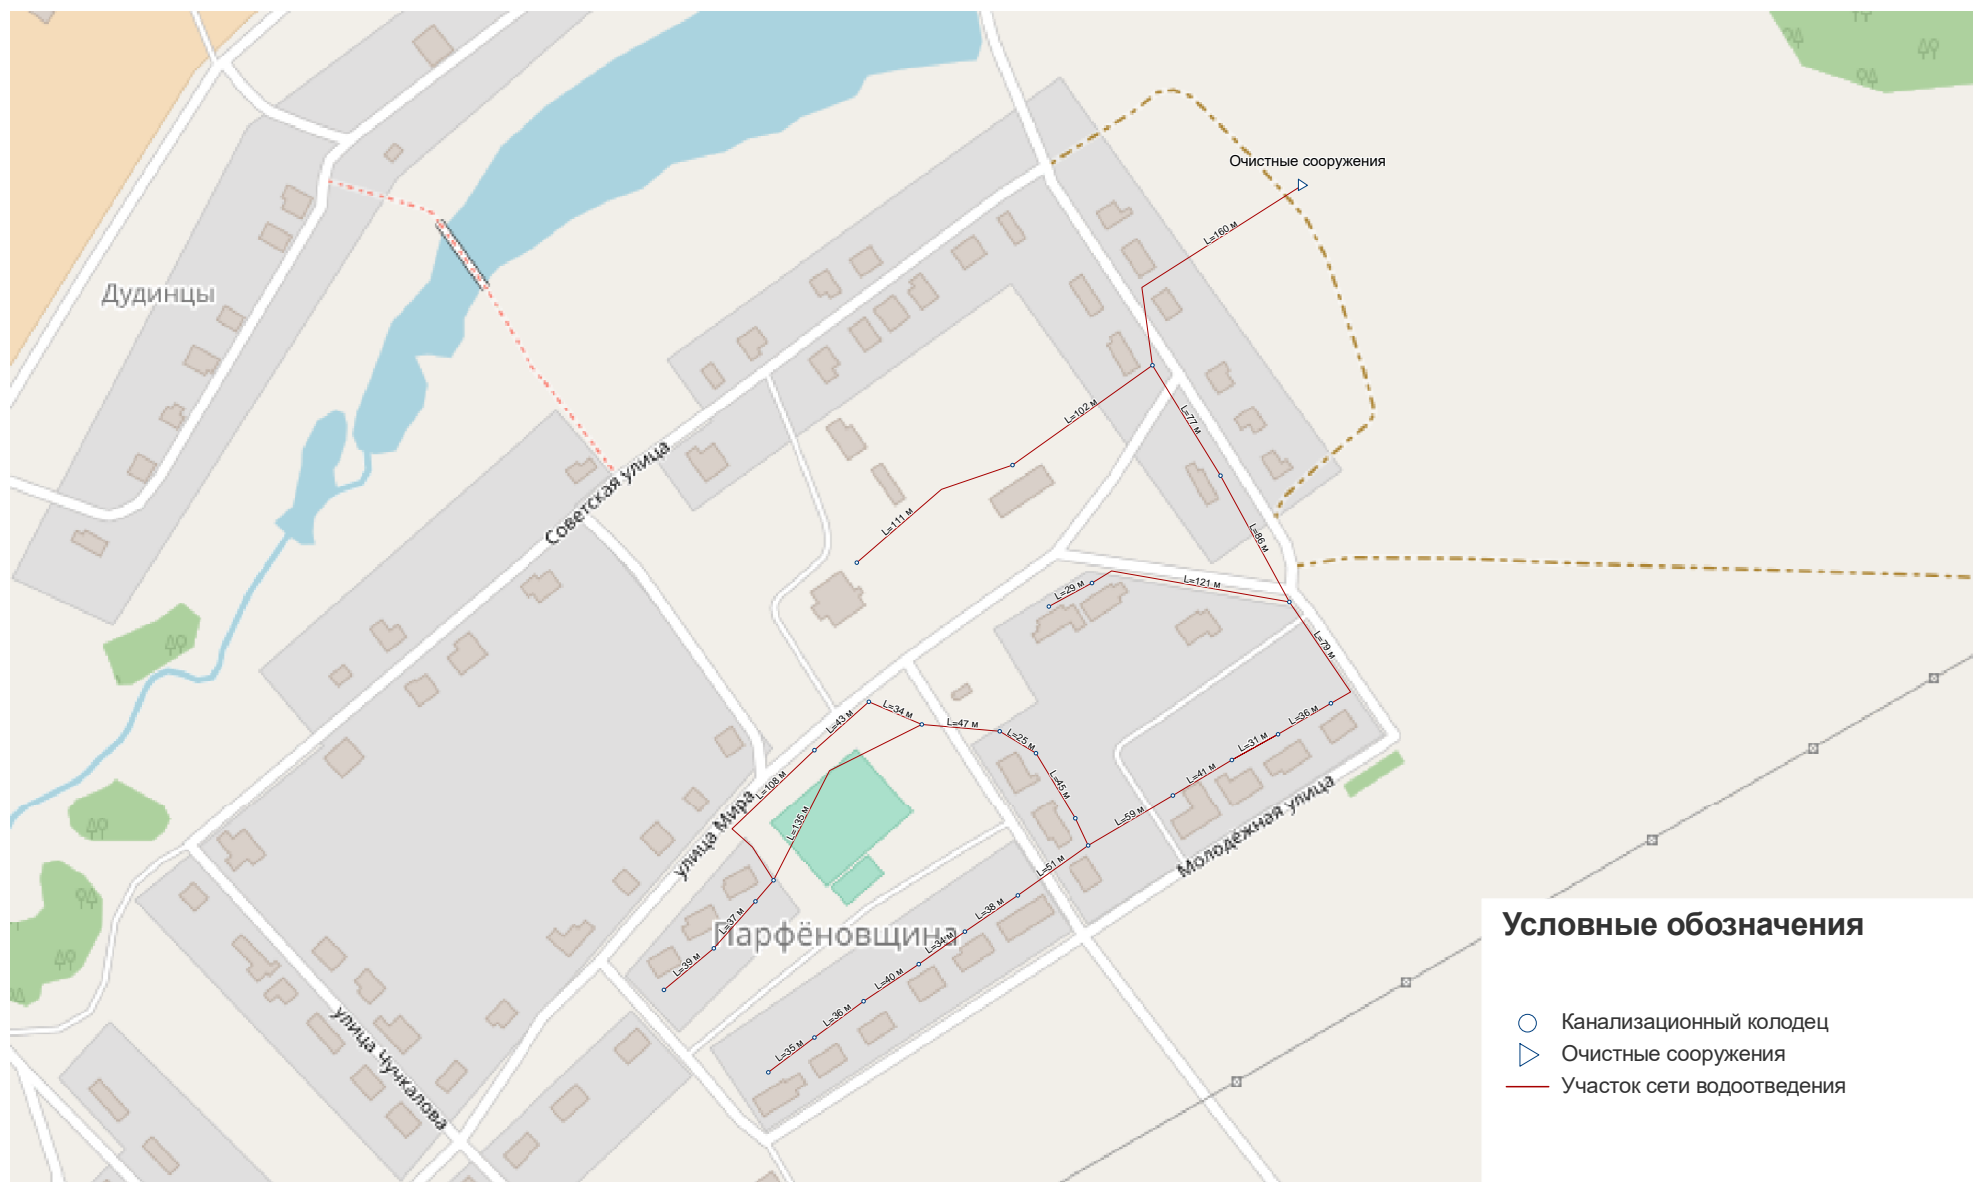 Очистные сооружения
L=160 м
Дудинцы
L=102 м
L=77 м
Советская улица
L=111 м
L=86 м
L=29 м
L=121 м
L=79 м
L=43 м
L=34 м
L=47 м
L=36 м
L=25 м
L=31 м
L=108 м
L=41 м
L=45 м
L=135 м
L=59 м
улица Мира
Молодёжная улица
L=51 м
L=37 м
L=38 м
Парфёновщина
L=34 м
L=39 м
L=40 м
L=36 м
L=35 м
улица Чучкалова
Условные обозначения
Канализационный колодец
Очистные сооружения
Участок сети водоотведения